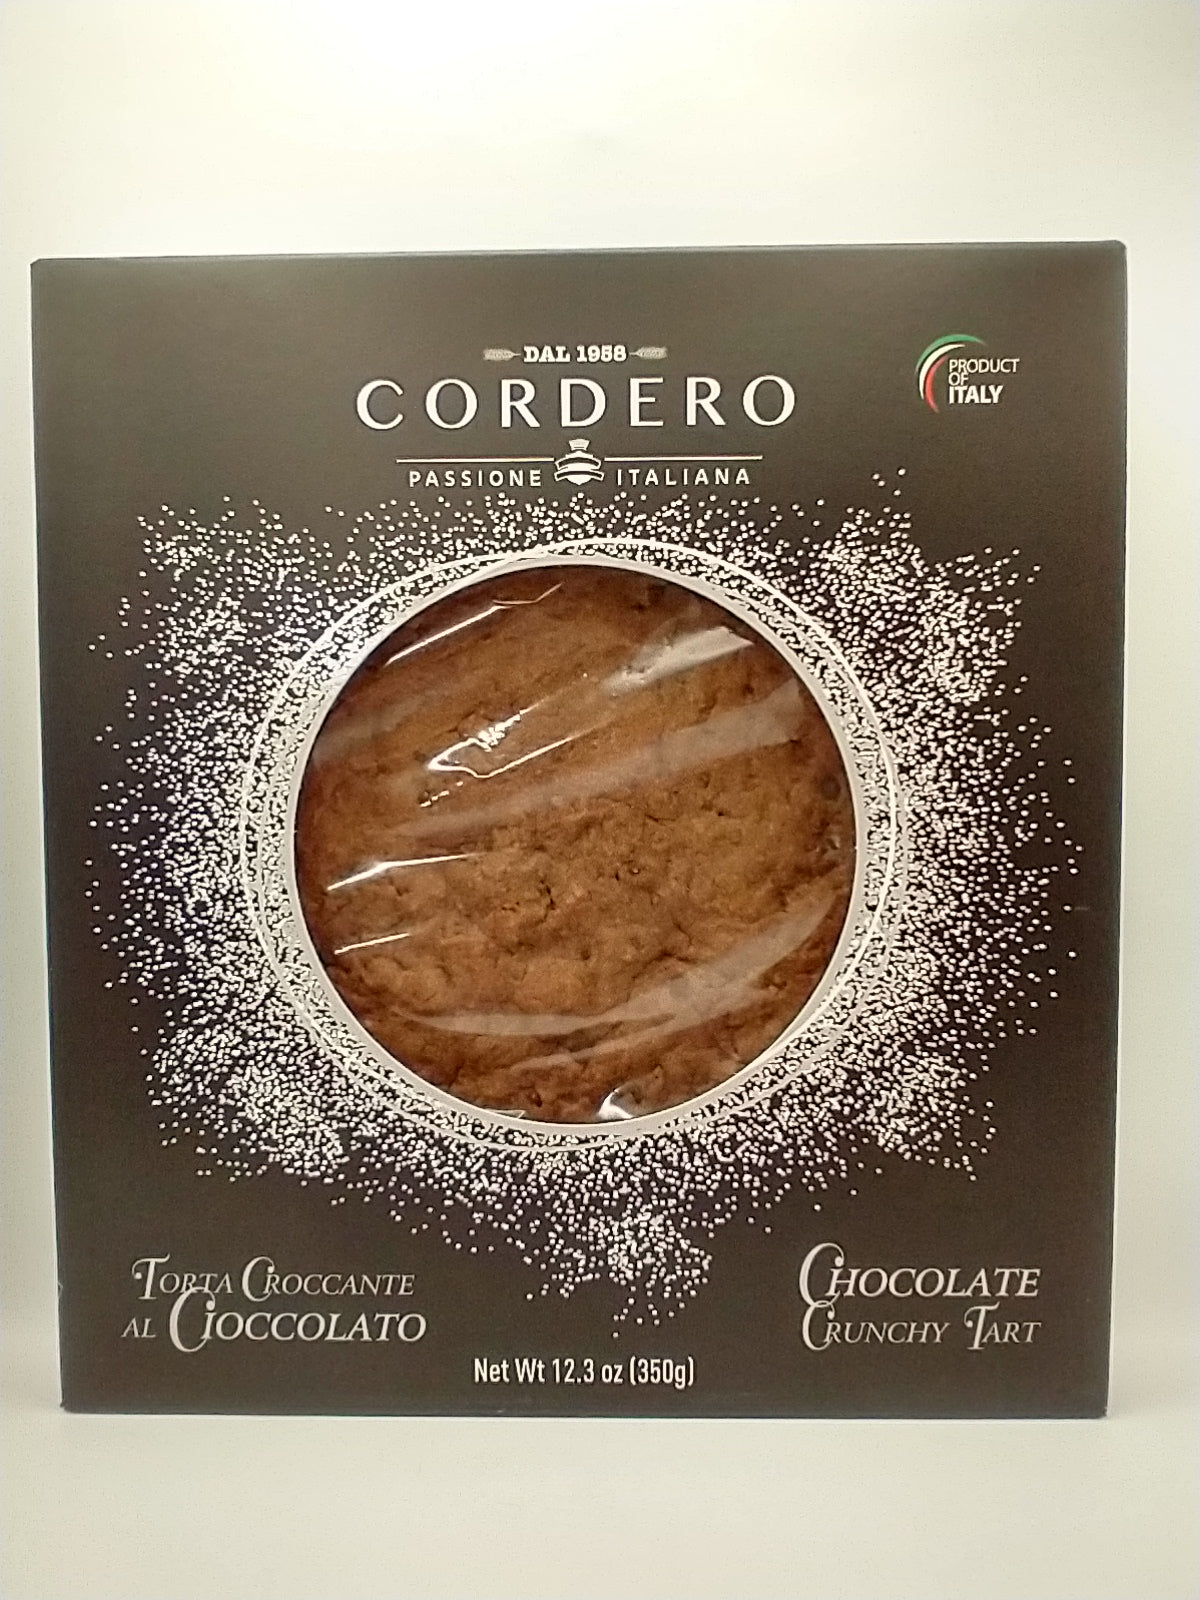 DAL 1958
CORDERO
PASSIONE ITALIANA
PRODUCT
OF
ITALY
TORTA CROCCANTE
AL CIOCCOLATO
CHOCOLATE
CRUNCHY TART
Net Wt 12.3 oz (350g)